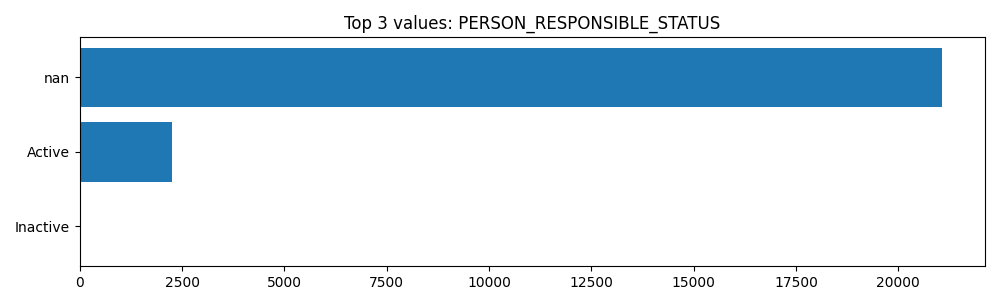 Top 3 values: PERSON_RESPONSIBLE_STATUS
nan
Active
Inactive
0 2500 5000 7500 10000 12500 15000 17500 20000